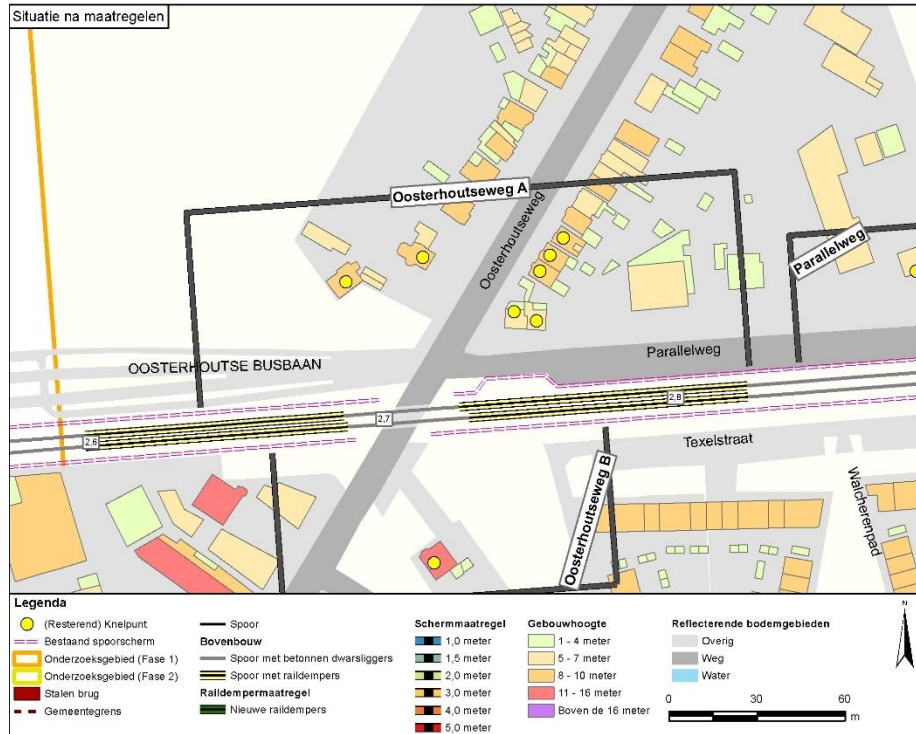 Situatie na maatregelen
Oosterhoutseweg A
Oosterhoutseweg
Parallelweg
OOSTERHOUTSE BUSBAAN
Parallelweg
2,6
2,7
2,8
Texelstraat
Oosterhoutseweg B
Walcherenpad
Legenda
(Resterend) Knelpunt
Bestaand spoorscherm
Onderzoeksgebied (Fase 1)
Onderzoeksgebied (Fase 2)
Stalen brug
Gemeentegrens
Spoor
Bovenbouw
Spoor met betonnen dwarsliggers
Spoor met raildempers
Raildempermaatregel
Nieuwe raildempers
Schermmaatregel
1,0 meter
1,5 meter
2,0 meter
3,0 meter
4,0 meter
5,0 meter
Gebouwhoogte
1 - 4 meter
5 - 7 meter
8 - 10 meter
11 - 16 meter
Boven de 16 meter
Reflecterende bodemgebieden
Overig
Weg
Water
N
0 30 60
m